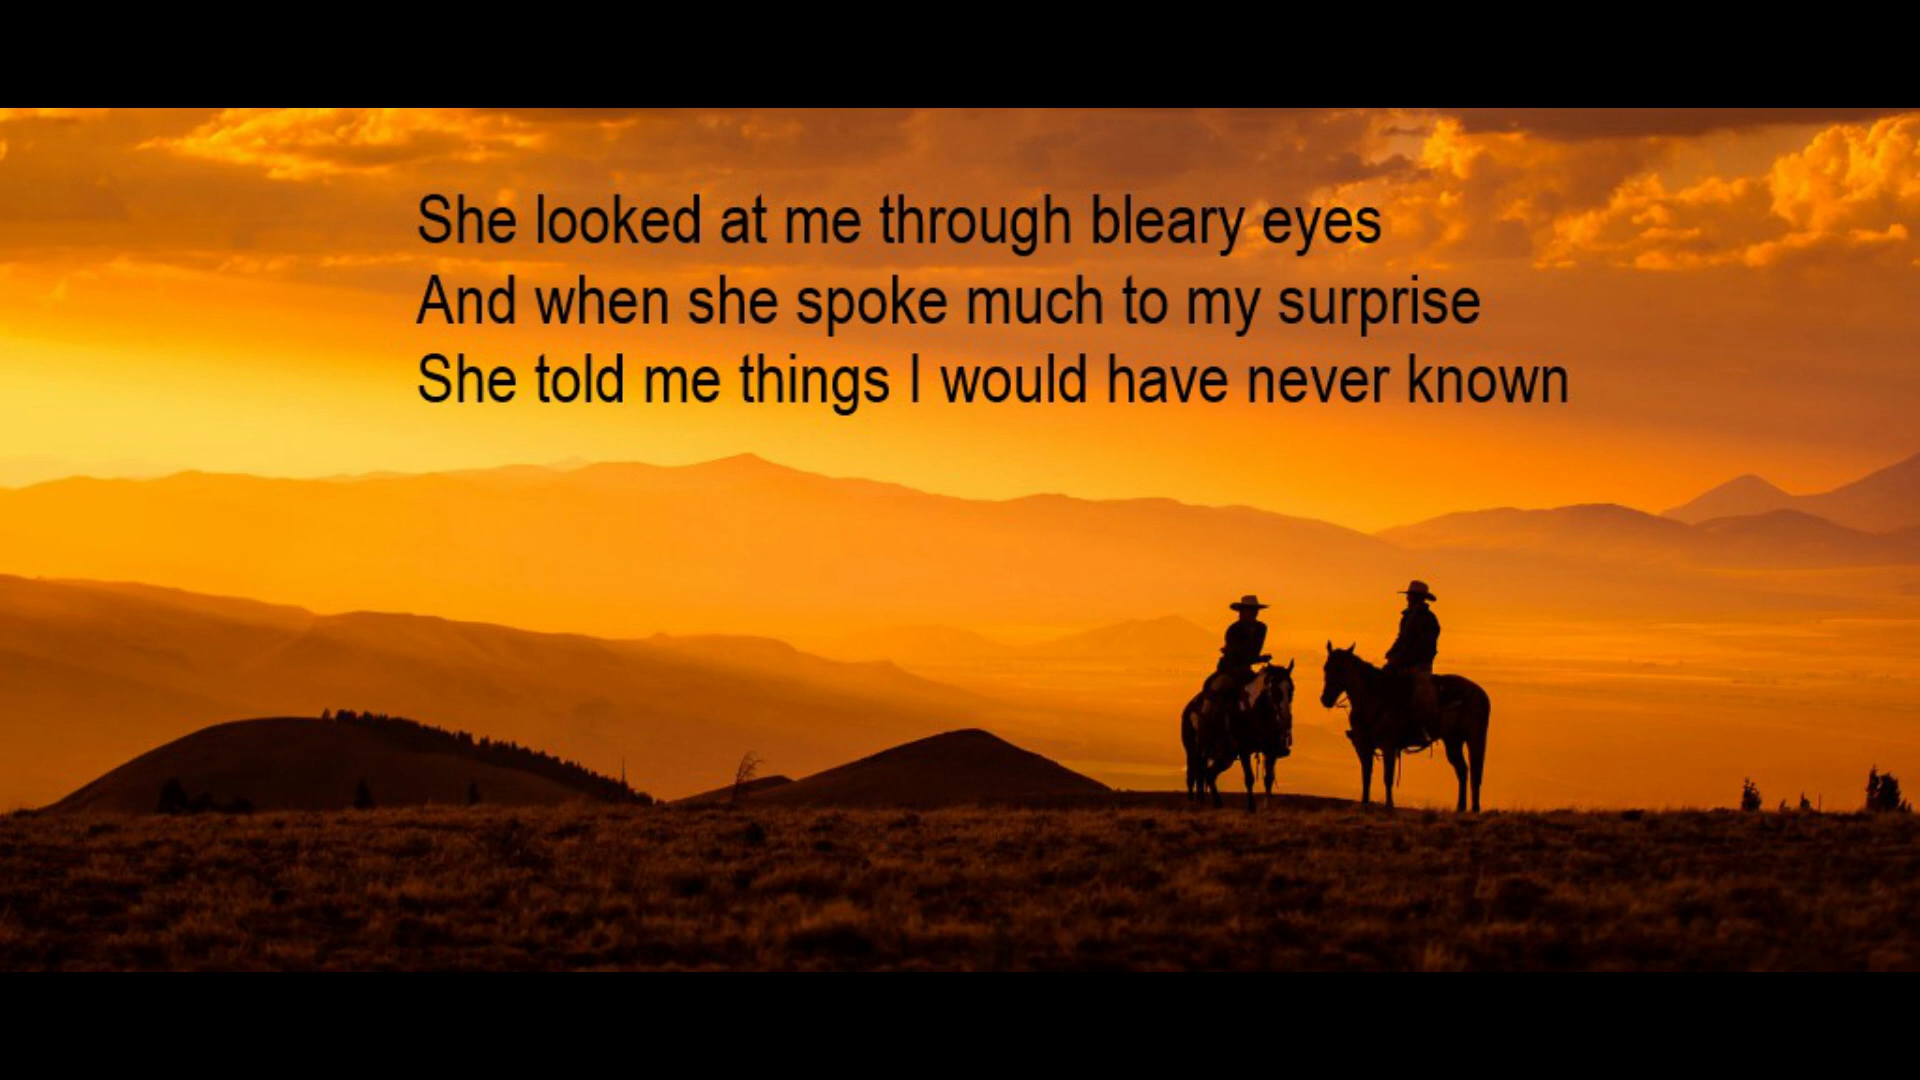 She looked at me through bleary eyes
And when she spoke much to my surprise
She told me things I would have never known